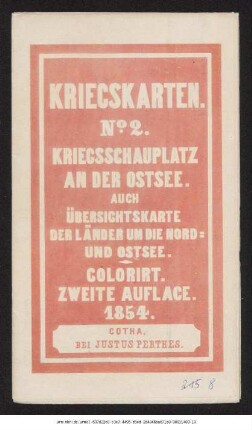 KRIEGSKARTEN.
No. 2.
KRIEGSSCHAUPLATZ
AN DER OSTSEE.
AUCH
ÜBERSICHTSKARTE
DER LÄNDER UM DIE NORD=
UND OSTSEE.
COLORIRT.
ZWEITE AUFLAGE.
1854.
GOTHA,
BEI JUSTUS PERTHES.